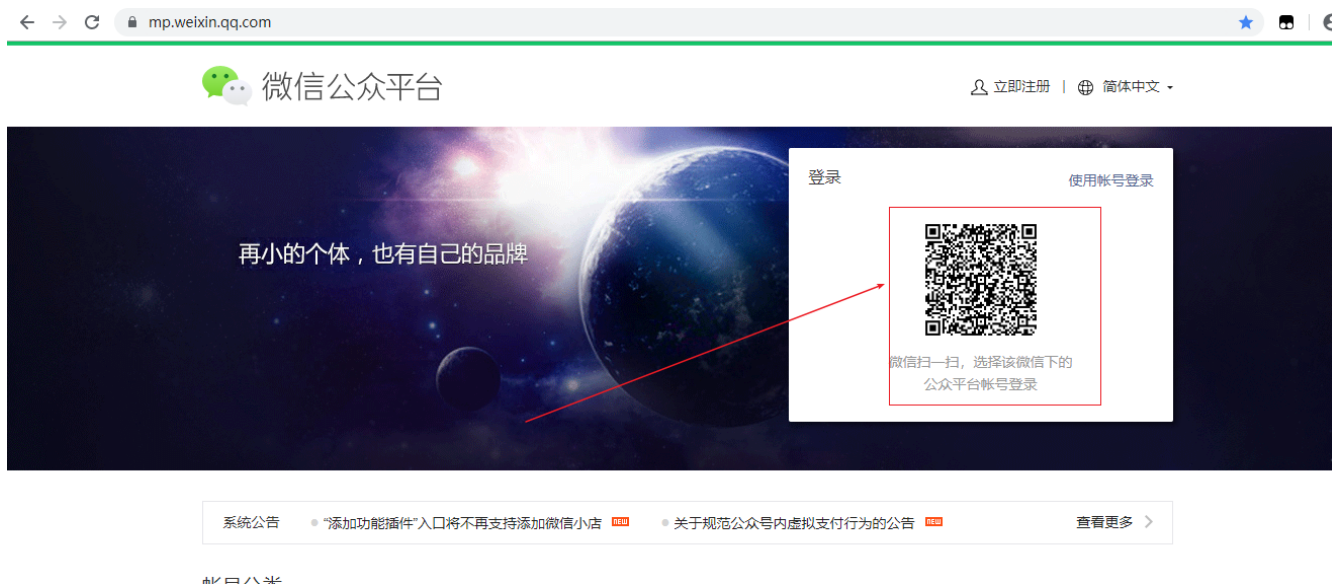 mp.weixin.qq.com
微信公众平台
立即注册 | 简体中文
登录
使用帐号登录
再小的个体，也有自己的品牌
微信扫一扫，选择该微信下的
公众平台帐号登录
系统公告
“添加功能插件”入口将不再支持添加微信小店 NEW
关于规范公众号内虚拟支付行为的公告 NEW
查看更多